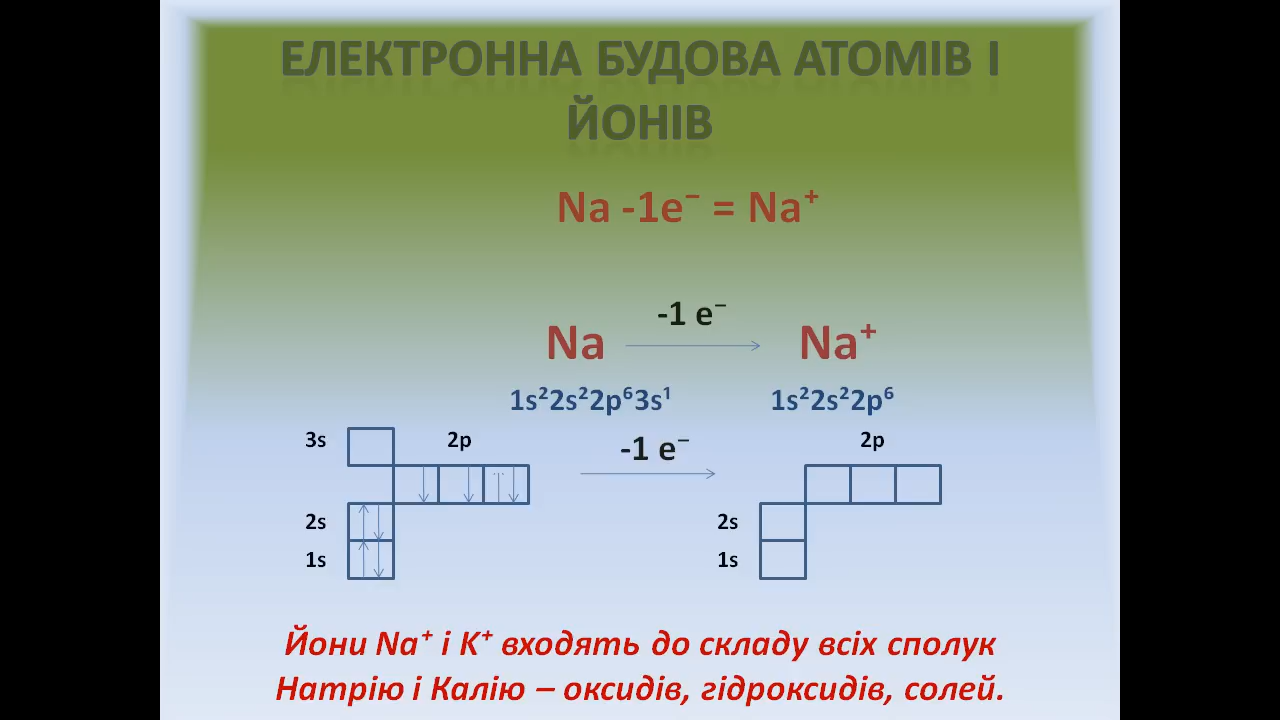 ЕЛЕКТРОННА БУДОВА АТОМІВ І
ЙОНІВ
Na -1e⁻ = Na⁺
-1 e⁻
Na Na⁺
1s²2s²2p⁶3s¹ 1s²2s²2p⁶
3s 2p -1 e⁻ 2p
2s 2s
1s 1s
Йони Na⁺ і К⁺ входять до складу всіх сполук
Натрію і Калію – оксидів, гідроксидів, солей.